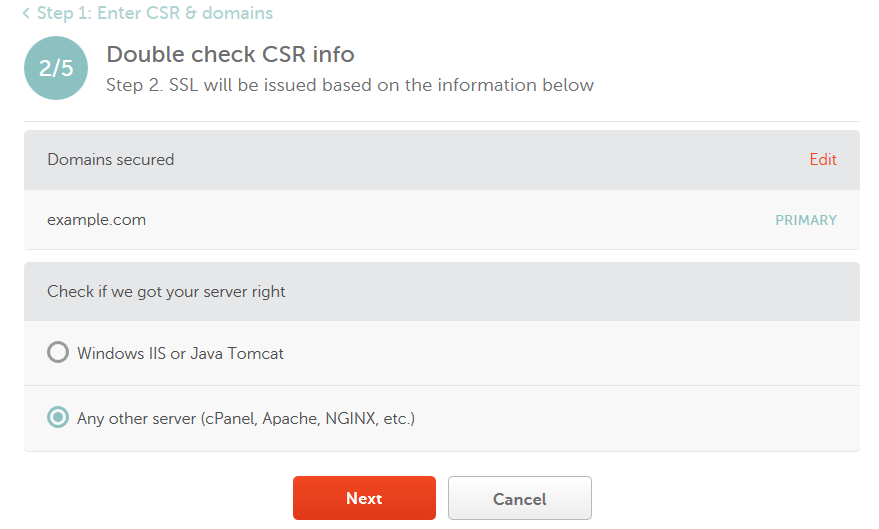 < Step 1: Enter CSR & domains
2/5
Double check CSR info
Step 2. SSL will be issued based on the information below
Domains secured Edit
example.com PRIMARY
Check if we got your server right
Windows IIS or Java Tomcat
Any other server (cPanel, Apache, NGINX, etc.)
Next Cancel